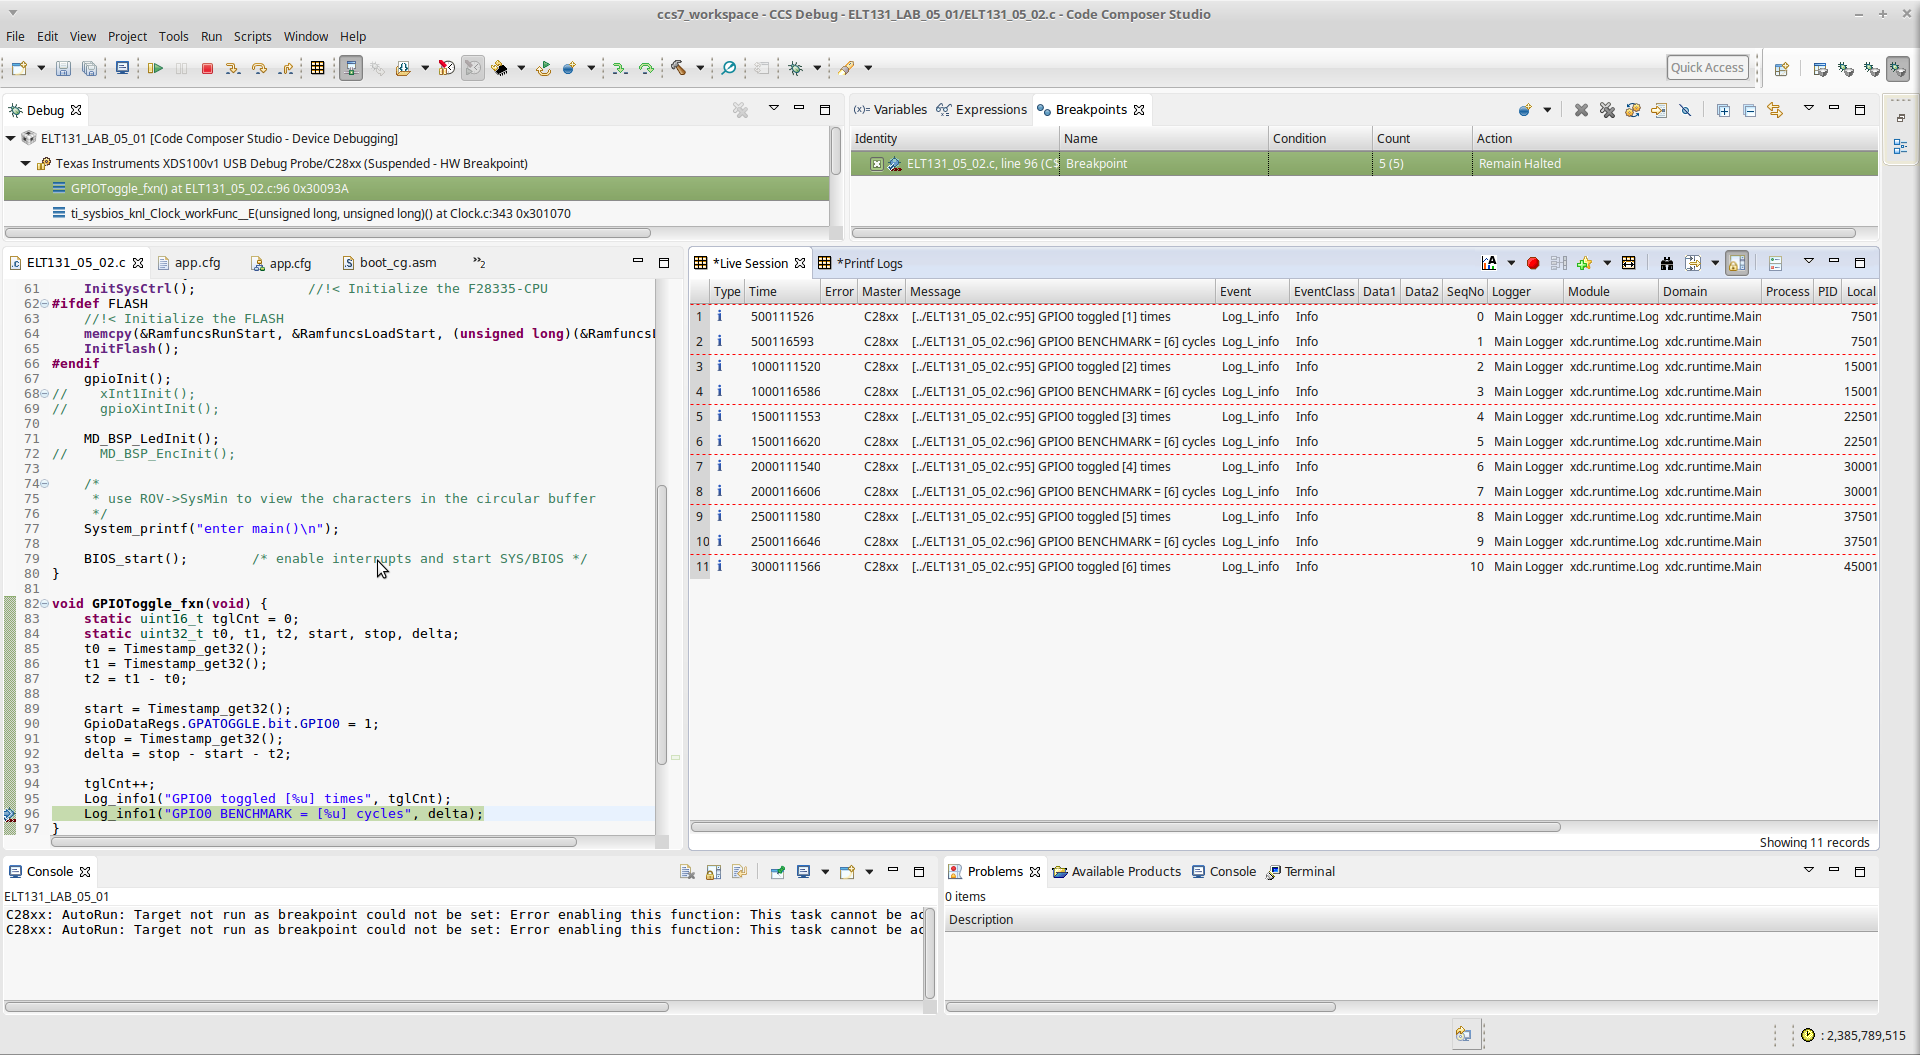 ccs7_workspace - CCS Debug - ELT131_LAB_05_01/ELT131_05_02.c - Code Composer Studio
File Edit View Project Tools Run Scripts Window Help
Quick Access
Debug
ELT131_LAB_05_01 [Code Composer Studio - Device Debugging]
Texas Instruments XDS100v1 USB Debug Probe/C28xx (Suspended - HW Breakpoint)
GPIOToggle_fxn() at ELT131_05_02.c:96 0x30093A
ti_sysbios_knl_Clock_workFunc__E(unsigned long, unsigned long)() at Clock.c:343 0x301070
(x)= Variables Expressions Breakpoints
Identity Name Condition Count Action
ELT131_05_02.c, line 96 (CS Breakpoint 5 (5) Remain Halted
ELT131_05_02.c app.cfg app.cfg boot_cg.asm »2
61 InitSysCtrl(); //!< Initialize the F28335-CPU
62 #ifdef FLASH
63 //!< Initialize the FLASH
64 memcpy(&RamfuncsRunStart, &RamfuncsLoadStart, (unsigned long)(&RamfuncsL
65 InitFlash();
66 #endif
67 gpioInit();
68 // xInt1Init();
69 // gpioXintInit();
70
71 MD_BSP_LedInit();
72 // MD_BSP_EncInit();
73
74 /*
75 * use ROV->SysMin to view the characters in the circular buffer
76 */
77 System_printf("enter main()\n");
78
79 BIOS_start(); /* enable interrupts and start SYS/BIOS */
80 }
81
82 void GPIOToggle_fxn(void) {
83 static uint16_t tglCnt = 0;
84 static uint32_t t0, t1, t2, start, stop, delta;
85 t0 = Timestamp_get32();
86 t1 = Timestamp_get32();
87 t2 = t1 - t0;
88
89 start = Timestamp_get32();
90 GpioDataRegs.GPATOGGLE.bit.GPIO0 = 1;
91 stop = Timestamp_get32();
92 delta = stop - start - t2;
93
94 tglCnt++;
95 Log_info1("GPIO0 toggled [%u] times", tglCnt);
96 Log_info1("GPIO0 BENCHMARK = [%u] cycles", delta);
97 }
*Live Session *Printf Logs
Type Time Error Master Message Event EventClass Data1 Data2 SeqNo Logger Module Domain Process PID Local
1 i 500111526 C28xx [../ELT131_05_02.c:95] GPIO0 toggled [1] times Log_L_info Info 0 Main Logger xdc.runtime.Log xdc.runtime.Main 7501
2 i 500116593 C28xx [../ELT131_05_02.c:96] GPIO0 BENCHMARK = [6] cycles Log_L_info Info 1 Main Logger xdc.runtime.Log xdc.runtime.Main 7501
3 i 1000111520 C28xx [../ELT131_05_02.c:95] GPIO0 toggled [2] times Log_L_info Info 2 Main Logger xdc.runtime.Log xdc.runtime.Main 15001
4 i 1000116586 C28xx [../ELT131_05_02.c:96] GPIO0 BENCHMARK = [6] cycles Log_L_info Info 3 Main Logger xdc.runtime.Log xdc.runtime.Main 15001
5 i 1500111553 C28xx [../ELT131_05_02.c:95] GPIO0 toggled [3] times Log_L_info Info 4 Main Logger xdc.runtime.Log xdc.runtime.Main 22501
6 i 1500116620 C28xx [../ELT131_05_02.c:96] GPIO0 BENCHMARK = [6] cycles Log_L_info Info 5 Main Logger xdc.runtime.Log xdc.runtime.Main 22501
7 i 2000111540 C28xx [../ELT131_05_02.c:95] GPIO0 toggled [4] times Log_L_info Info 6 Main Logger xdc.runtime.Log xdc.runtime.Main 30001
8 i 2000116606 C28xx [../ELT131_05_02.c:96] GPIO0 BENCHMARK = [6] cycles Log_L_info Info 7 Main Logger xdc.runtime.Log xdc.runtime.Main 30001
9 i 2500111580 C28xx [../ELT131_05_02.c:95] GPIO0 toggled [5] times Log_L_info Info 8 Main Logger xdc.runtime.Log xdc.runtime.Main 37501
10 i 2500116646 C28xx [../ELT131_05_02.c:96] GPIO0 BENCHMARK = [6] cycles Log_L_info Info 9 Main Logger xdc.runtime.Log xdc.runtime.Main 37501
11 i 3000111566 C28xx [../ELT131_05_02.c:95] GPIO0 toggled [6] times Log_L_info Info 10 Main Logger xdc.runtime.Log xdc.runtime.Main 45001
Showing 11 records
Console
ELT131_LAB_05_01
C28xx: AutoRun: Target not run as breakpoint could not be set: Error enabling this function: This task cannot be ac
C28xx: AutoRun: Target not run as breakpoint could not be set: Error enabling this function: This task cannot be ac
Problems Available Products Console Terminal
0 items
Description
: 2,385,789,515